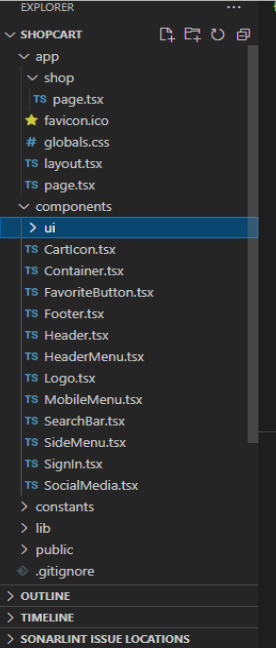 EXPLORER ...
SHOPCART
app
shop
TS page.tsx
favicon.ico
# globals.css
TS layout.tsx
TS page.tsx
components
ui
TS CartIcon.tsx
TS Container.tsx
TS FavoriteButton.tsx
TS Footer.tsx
TS Header.tsx
TS HeaderMenu.tsx
TS Logo.tsx
TS MobileMenu.tsx
TS SearchBar.tsx
TS SideMenu.tsx
TS SignIn.tsx
TS SocialMedia.tsx
constants
lib
public
.gitignore
OUTLINE
TIMELINE
SONARLINT ISSUE LOCATIONS